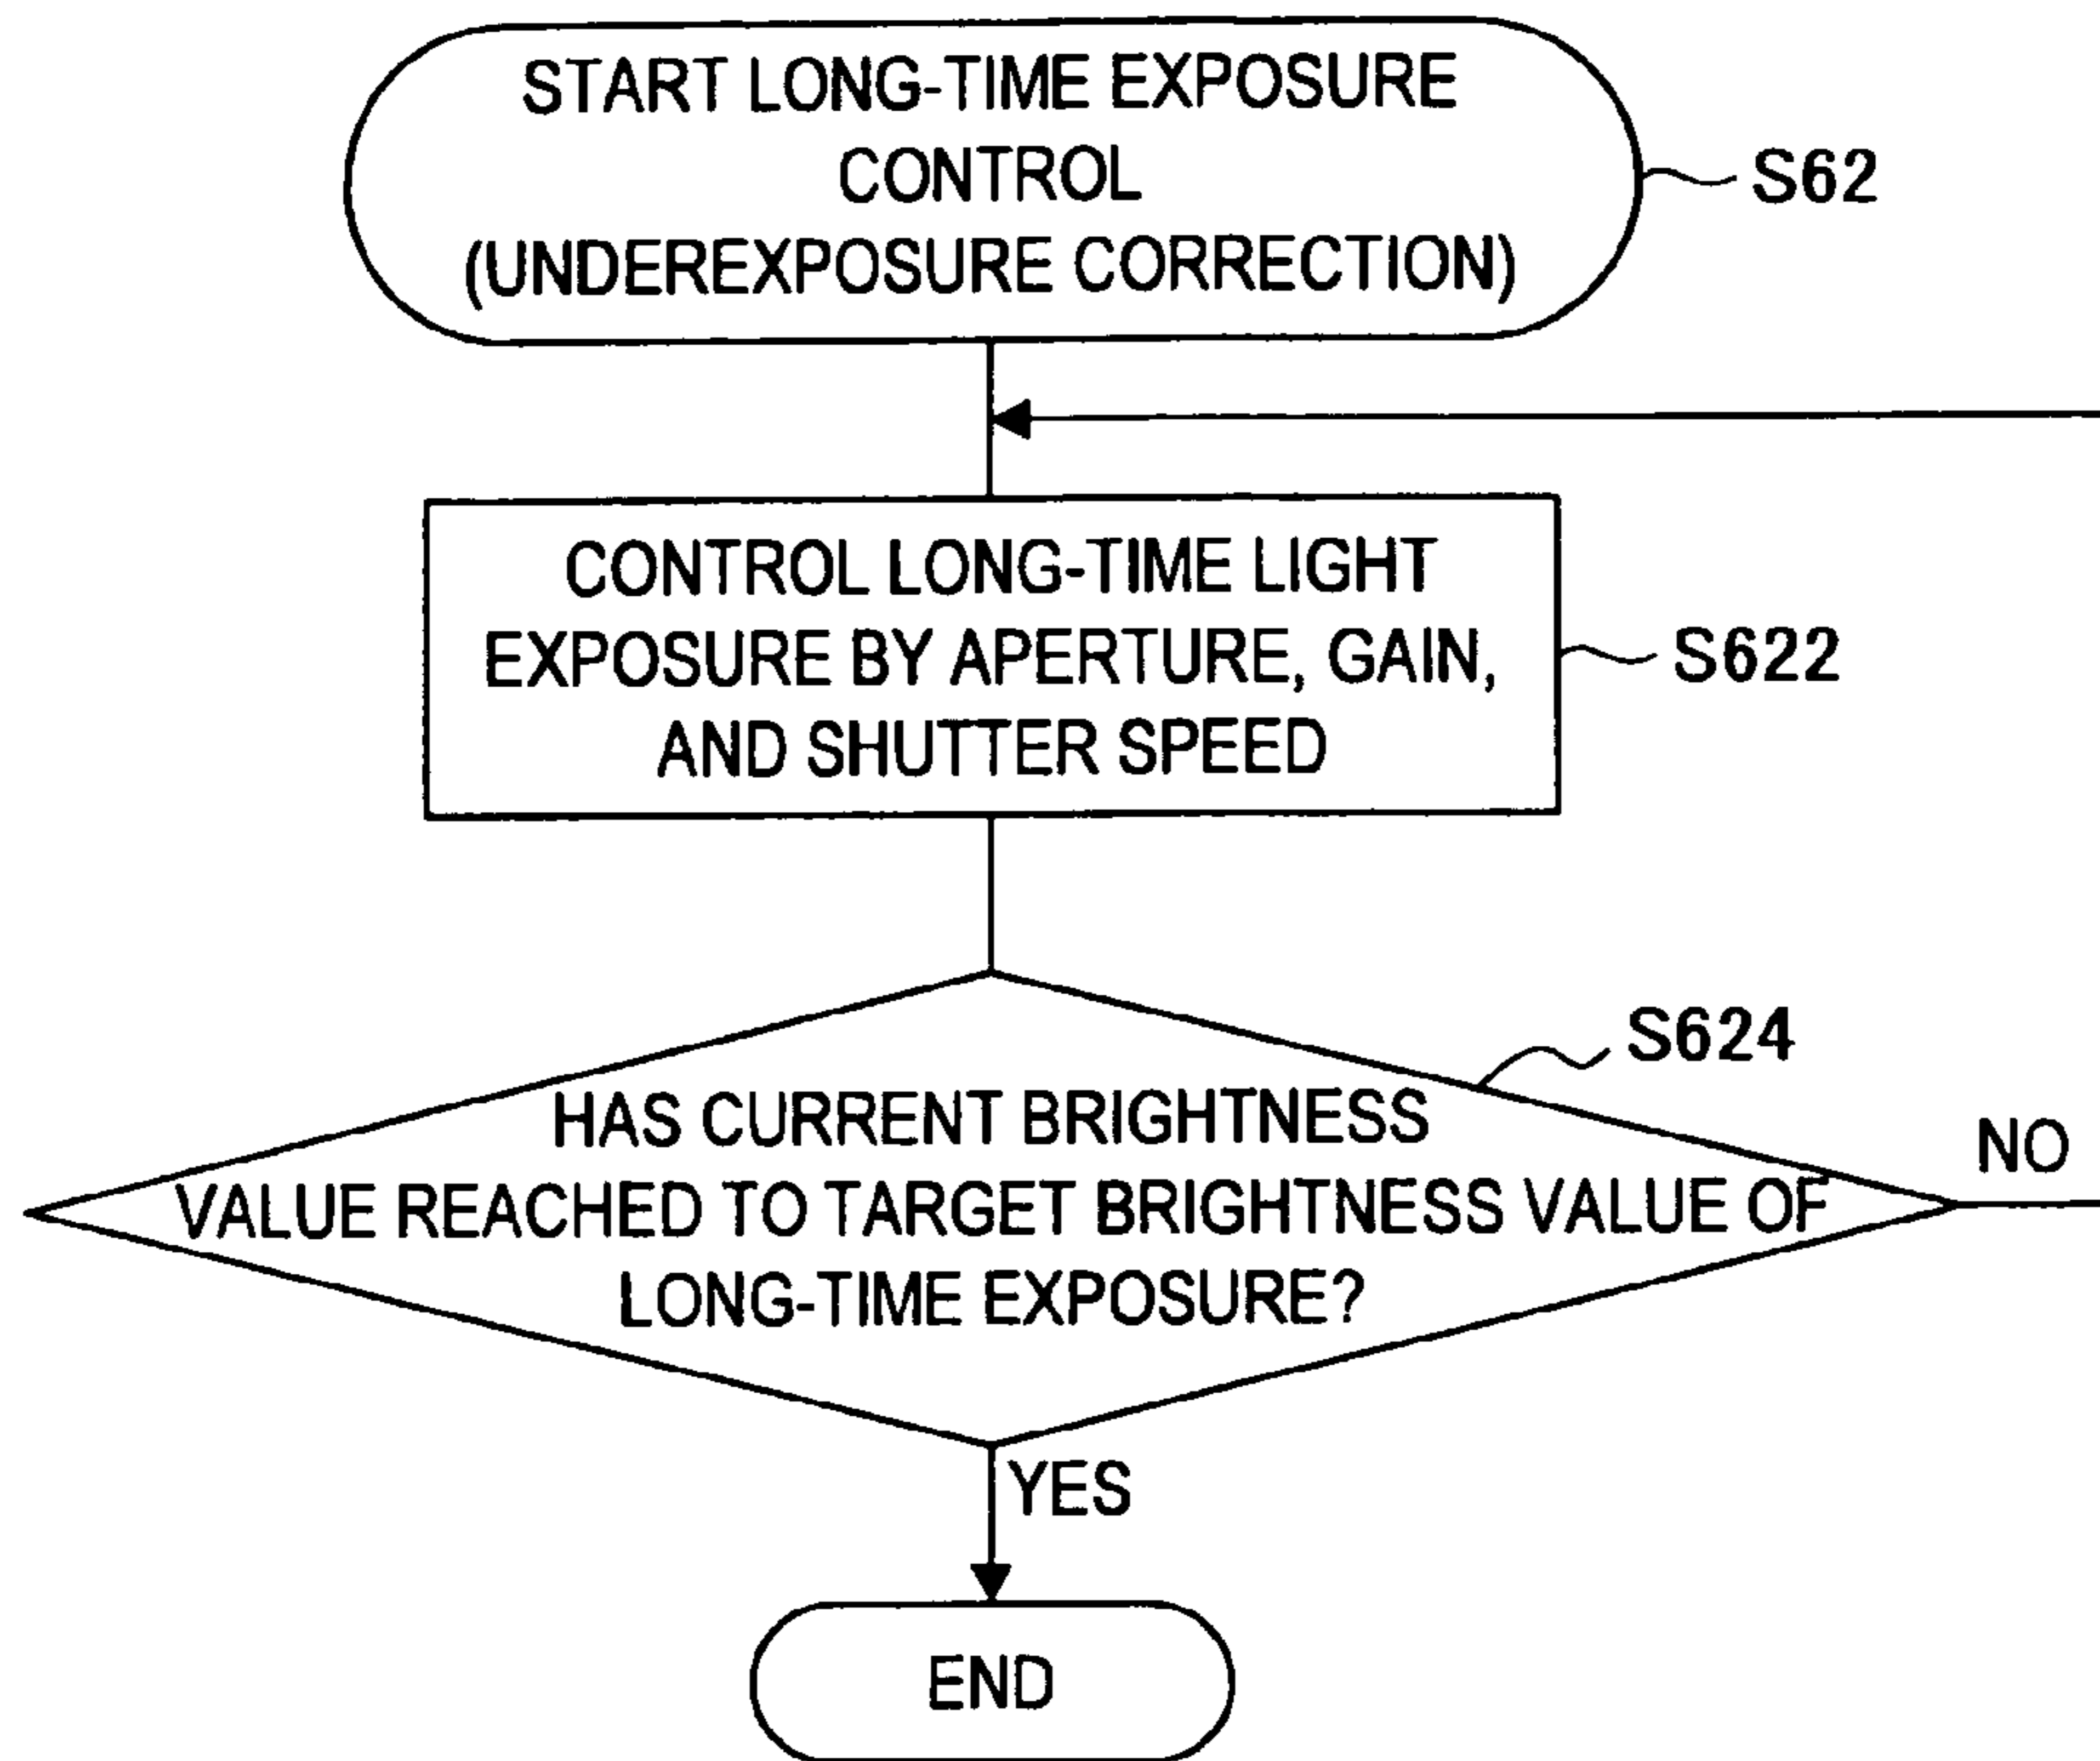 START LONG-TIME EXPOSURE
CONTROL
(UNDEREXPOSURE CORRECTION)
S62
CONTROL LONG-TIME LIGHT
EXPOSURE BY APERTURE, GAIN,
AND SHUTTER SPEED
S622
S624
HAS CURRENT BRIGHTNESS
VALUE REACHED TO TARGET BRIGHTNESS VALUE OF
LONG-TIME EXPOSURE?
NO
YES
END